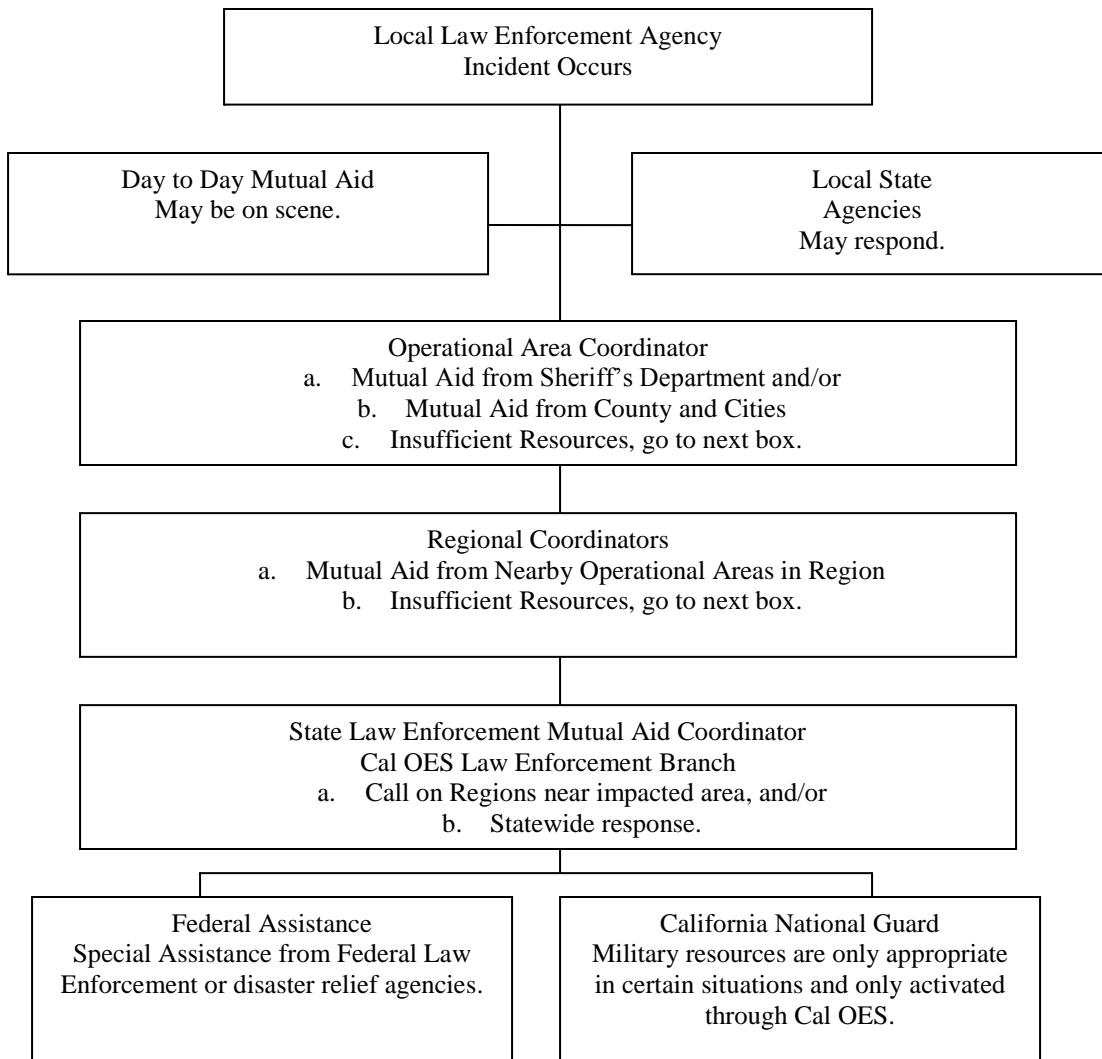 Local Law Enforcement Agency
Incident Occurs
Day to Day Mutual Aid
May be on scene.
Local State
Agencies
May respond.
Operational Area Coordinator
a. Mutual Aid from Sheriff’s Department and/or
b. Mutual Aid from County and Cities
c. Insufficient Resources, go to next box.
Regional Coordinators
a. Mutual Aid from Nearby Operational Areas in Region
b. Insufficient Resources, go to next box.
State Law Enforcement Mutual Aid Coordinator
Cal OES Law Enforcement Branch
a. Call on Regions near impacted area, and/or
b. Statewide response.
Federal Assistance
Special Assistance from Federal Law
Enforcement or disaster relief agencies.
California National Guard
Military resources are only appropriate
in certain situations and only activated
through Cal OES.